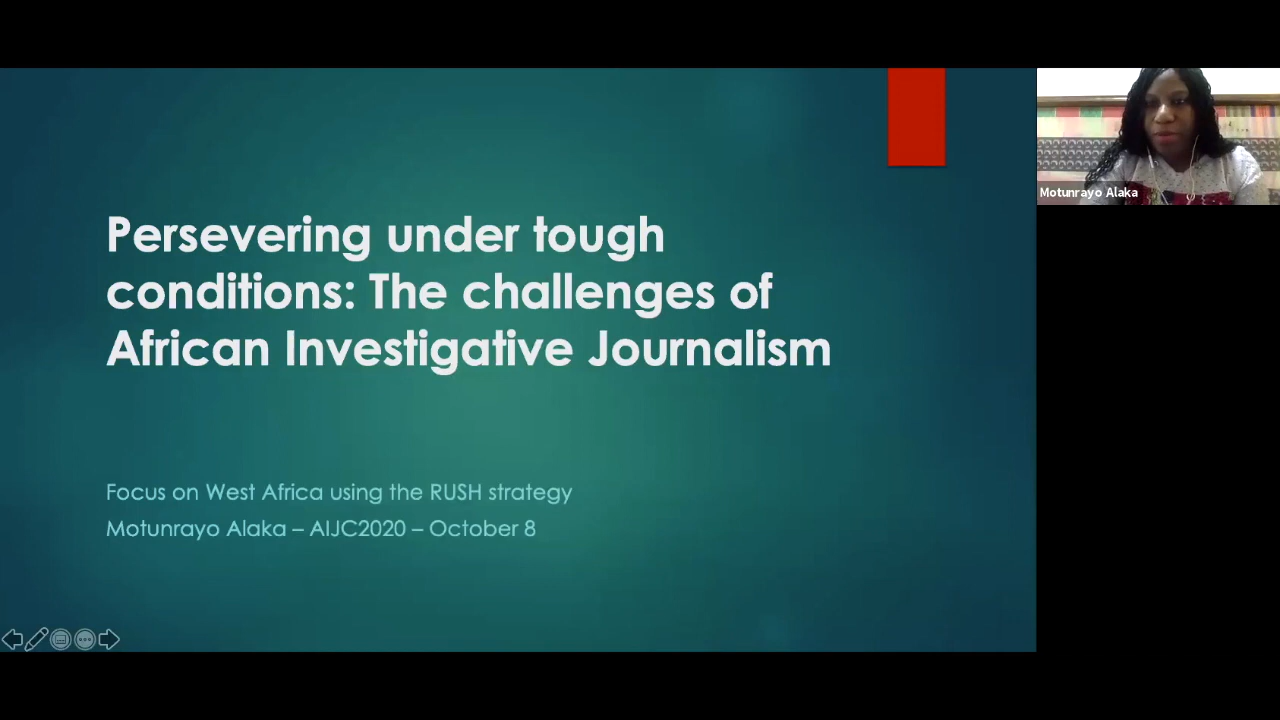 Persevering under tough
conditions: The challenges of
African Investigative Journalism
Focus on West Africa using the RUSH strategy
Motunrayo Alaka – AIJC2020 – October 8
Motunrayo Alaka